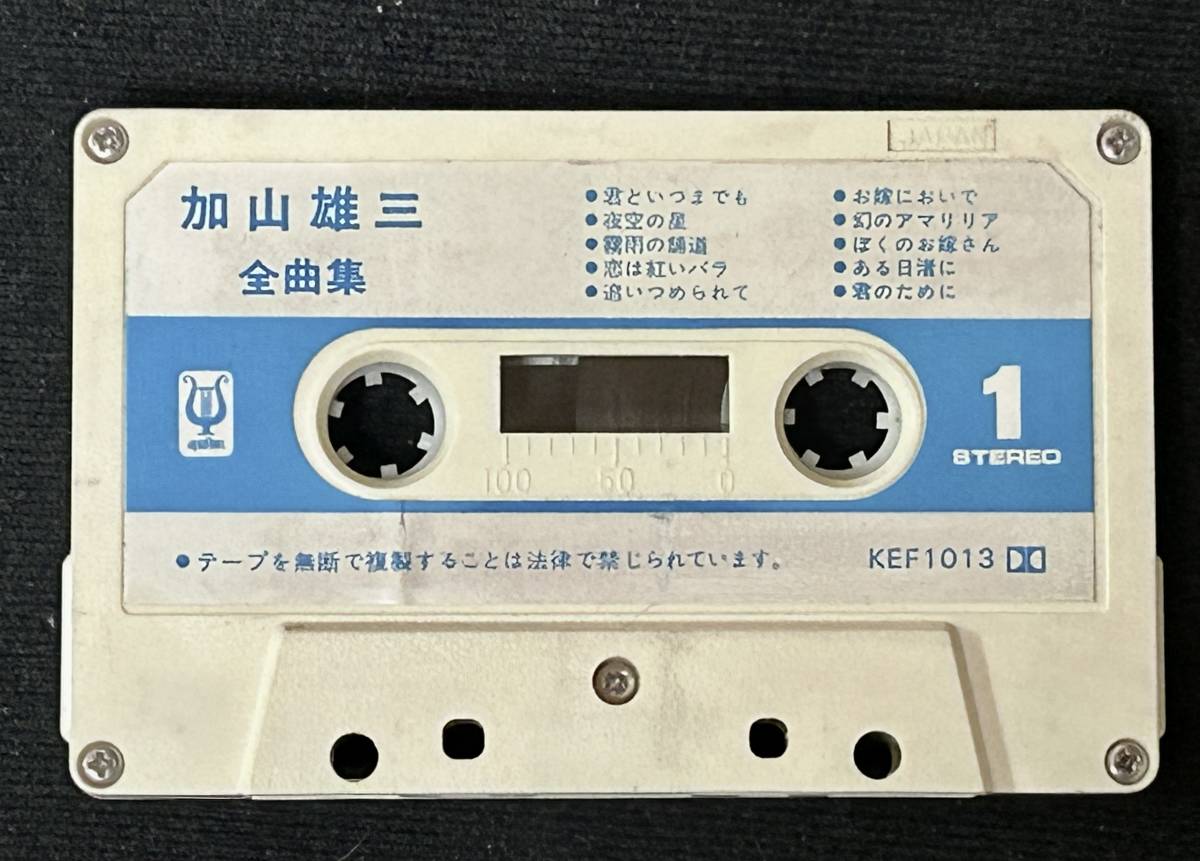 加山雄三
全曲集
●君といつまでも
●夜空の星
●霧雨の舗道
●恋は紅いバラ
●追いつめられて
●お嫁においで
●幻のアマリリア
●ぼくのお嫁さん
●ある日渚に
●君のために
1
STEREO
100 50 0
●テープを無断で複製することは法律で禁じられています。
KEF1013